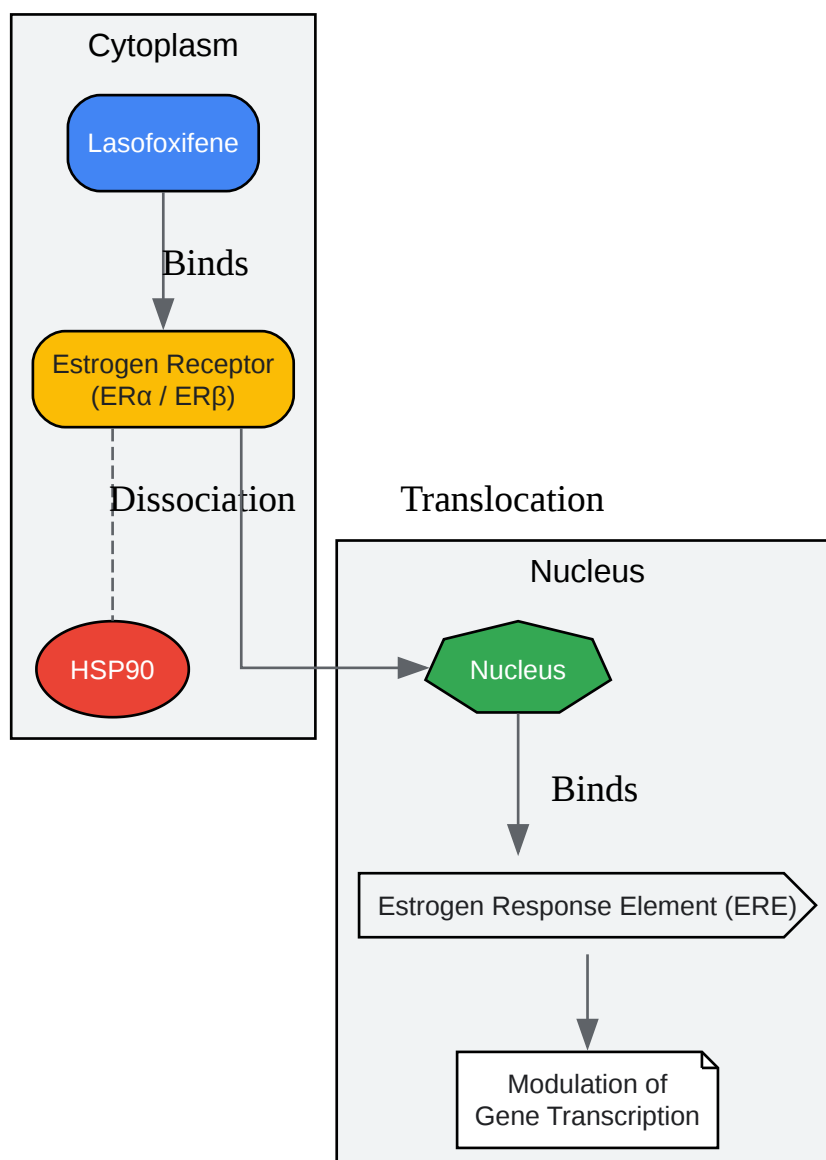 Cytoplasm
Lasofoxifene
Binds
Estrogen Receptor
(ERα / ERβ)
Dissociation
Translocation
HSP90
Nucleus
Nucleus
Binds
Estrogen Response Element (ERE)
Modulation of
Gene Transcription